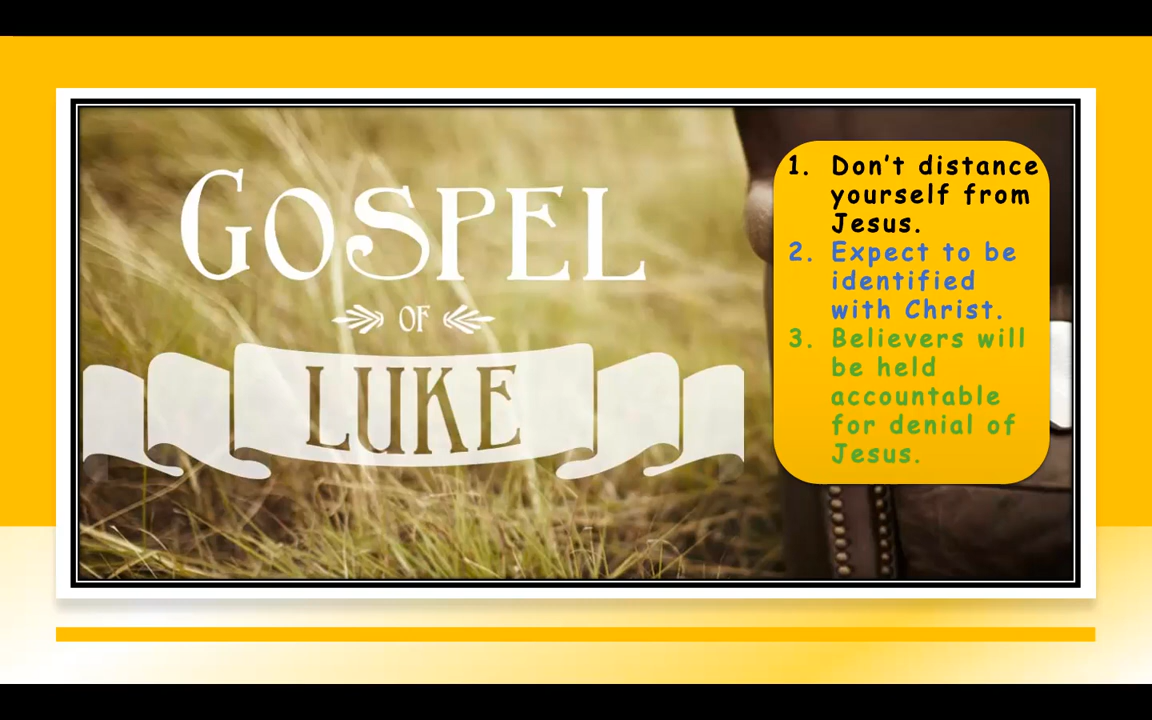 GOSPEL
OF
LUKE
1. Don't distance
yourself from
Jesus.
2. Expect to be
identified
with Christ.
3. Believers will
be held
accountable
for denial of
Jesus.